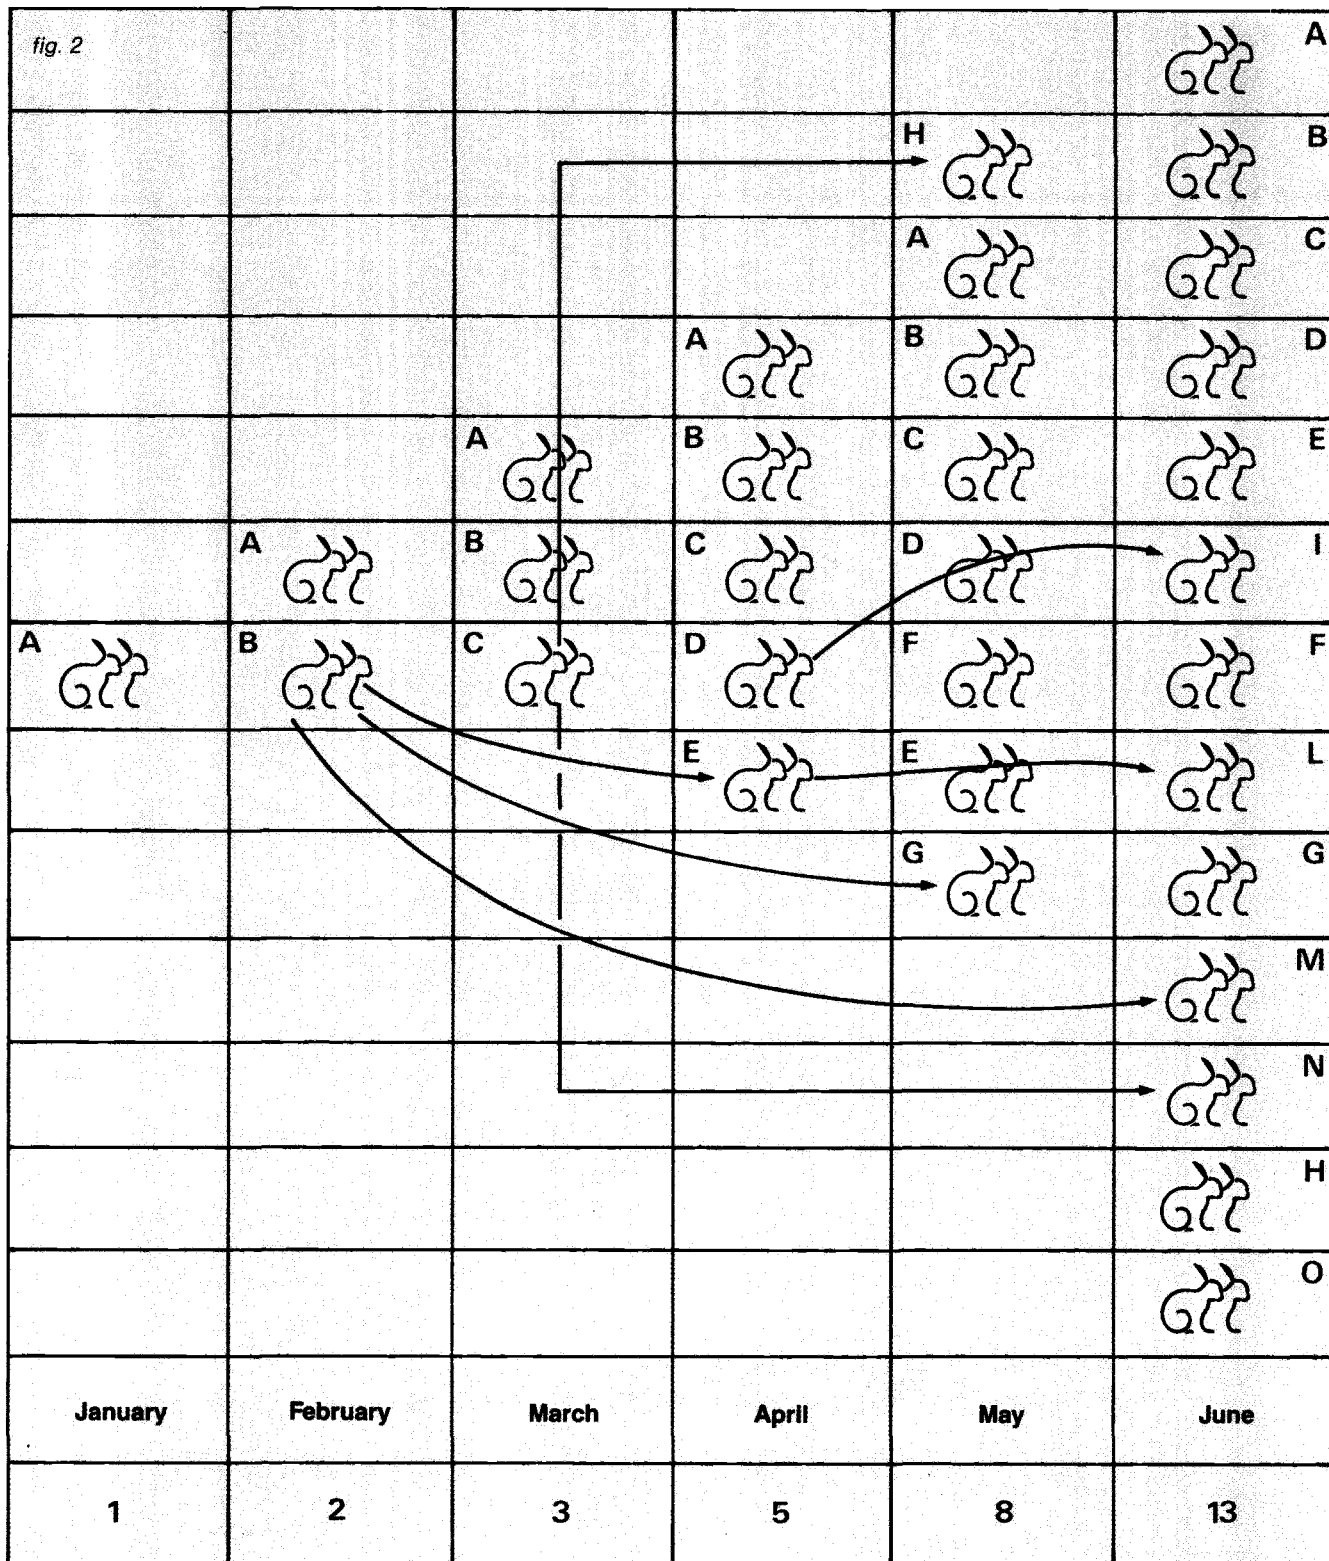 fig. 2 A
H B
A C
A B D
A B C E
A B C D I
A B C D F F
E E L
G G
M
N
H
O
January February March April May June
1 2 3 5 8 13